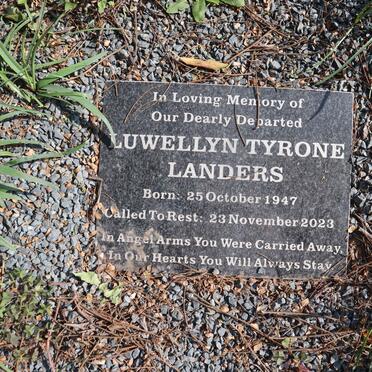 In Loving Memory of
Our Dearly Departed
LUWELLYN TYRONE
LANDERS
Born: 25 October 1947
Called To Rest: 23 November 2023
In Angel Arms You Were Carried Away,
In Our Hearts You Will Always Stay.